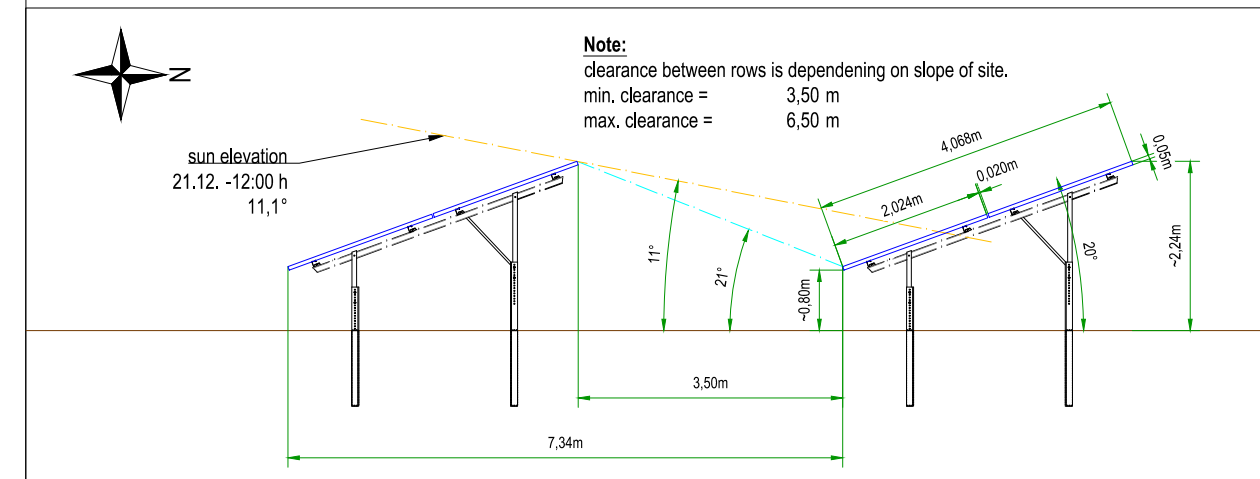 Note:
clearance between rows is dependening on slope of site.
min. clearance = 3,50 m
max. clearance = 6,50 m
N
sun elevation
21.12. -12:00 h
11,1°
4,068m
0,05m
0,020m
2,024m
11°
21°
~0,80m
20°
~2,24m
3,50m
7,34m